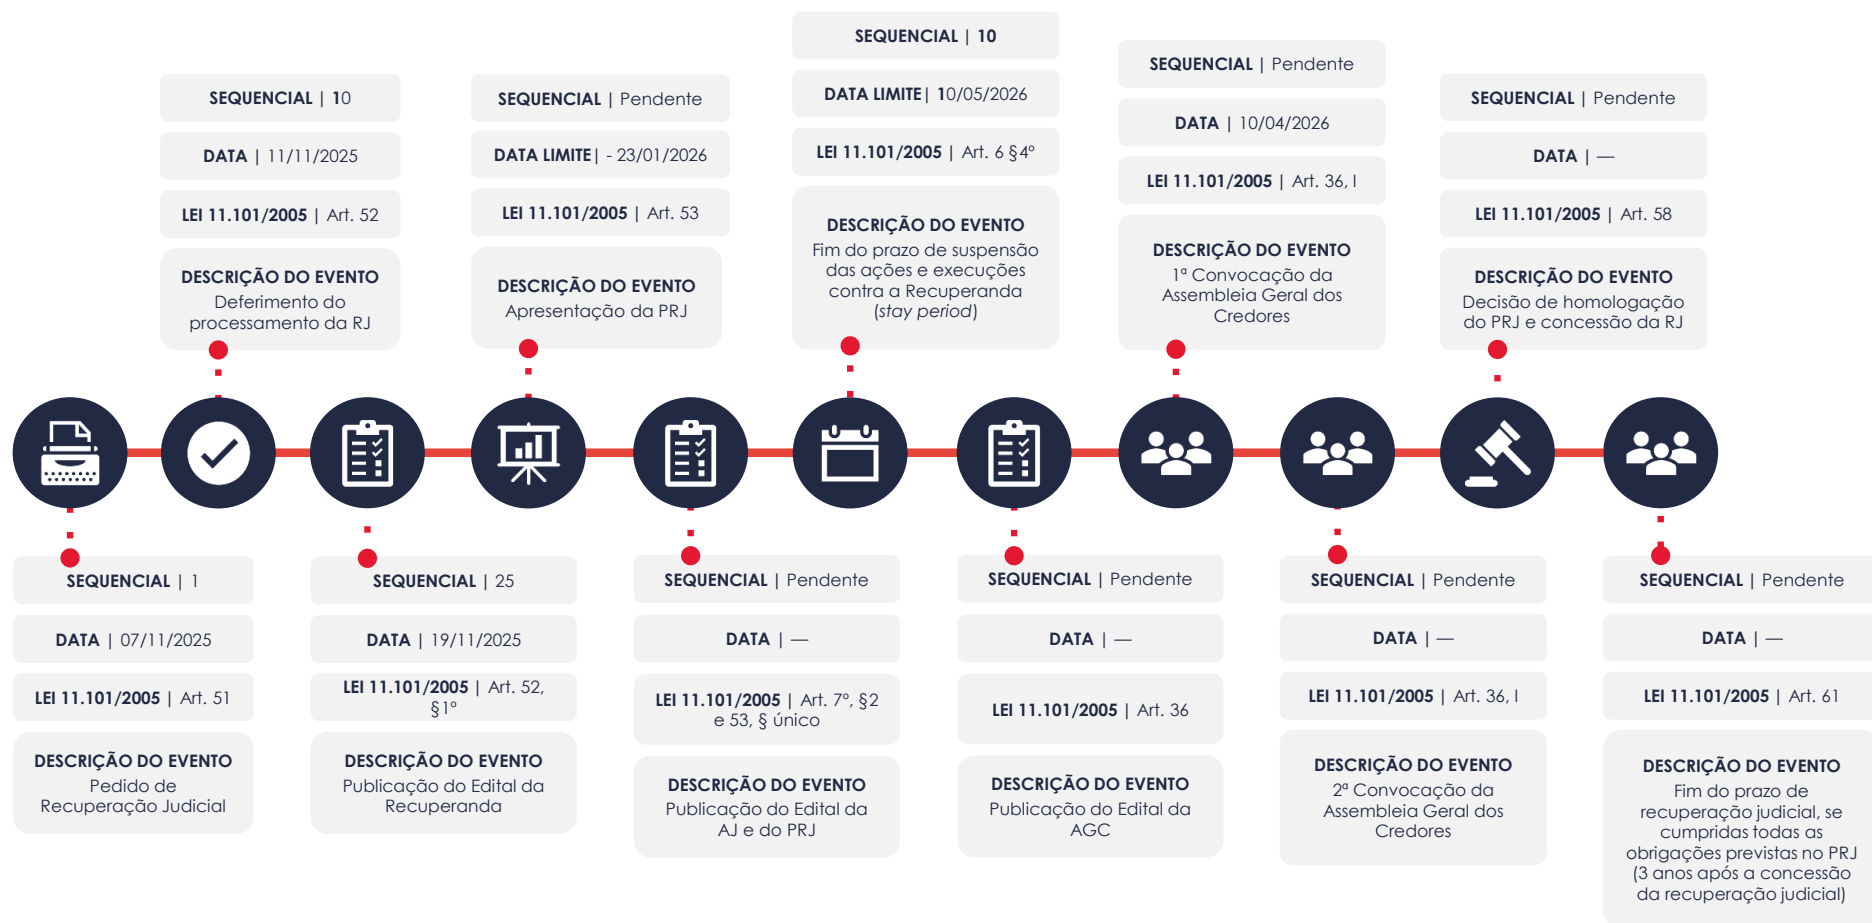 SEQUENCIAL | 10
DATA | 11/11/2025
LEI 11.101/2005 | Art. 52
DESCRIÇÃO DO EVENTO
Deferimento do
processamento da RJ
SEQUENCIAL | Pendente
DATA LIMITE| - 23/01/2026
LEI 11.101/2005 | Art. 53
DESCRIÇÃO DO EVENTO
Apresentação da PRJ
SEQUENCIAL | 10
DATA LIMITE| 10/05/2026
LEI 11.101/2005 | Art. 6 §4º
DESCRIÇÃO DO EVENTO
Fim do prazo de suspensão
das ações e execuções
contra a Recuperanda
(stay period)
SEQUENCIAL | Pendente
DATA | 10/04/2026
LEI 11.101/2005 | Art. 36, I
DESCRIÇÃO DO EVENTO
1ª Convocação da
Assembleia Geral dos
Credores
SEQUENCIAL | Pendente
DATA | —
LEI 11.101/2005 | Art. 58
DESCRIÇÃO DO EVENTO
Decisão de homologação
do PRJ e concessão da RJ
SEQUENCIAL | 1
DATA | 07/11/2025
LEI 11.101/2005 | Art. 51
DESCRIÇÃO DO EVENTO
Pedido de
Recuperação Judicial
SEQUENCIAL | 25
DATA | 19/11/2025
LEI 11.101/2005 | Art. 52,
§1º
DESCRIÇÃO DO EVENTO
Publicação do Edital da
Recuperanda
SEQUENCIAL | Pendente
DATA | —
LEI 11.101/2005 | Art. 7º, §2
e 53, § único
DESCRIÇÃO DO EVENTO
Publicação do Edital da
AJ e do PRJ
SEQUENCIAL | Pendente
DATA | —
LEI 11.101/2005 | Art. 36
DESCRIÇÃO DO EVENTO
Publicação do Edital da
AGC
SEQUENCIAL | Pendente
DATA | —
LEI 11.101/2005 | Art. 36, I
DESCRIÇÃO DO EVENTO
2ª Convocação da
Assembleia Geral dos
Credores
SEQUENCIAL | Pendente
DATA | —
LEI 11.101/2005 | Art. 61
DESCRIÇÃO DO EVENTO
Fim do prazo de
recuperação judicial, se
cumpridas todas as
obrigações previstas no PRJ
(3 anos após a concessão
da recuperação judicial)